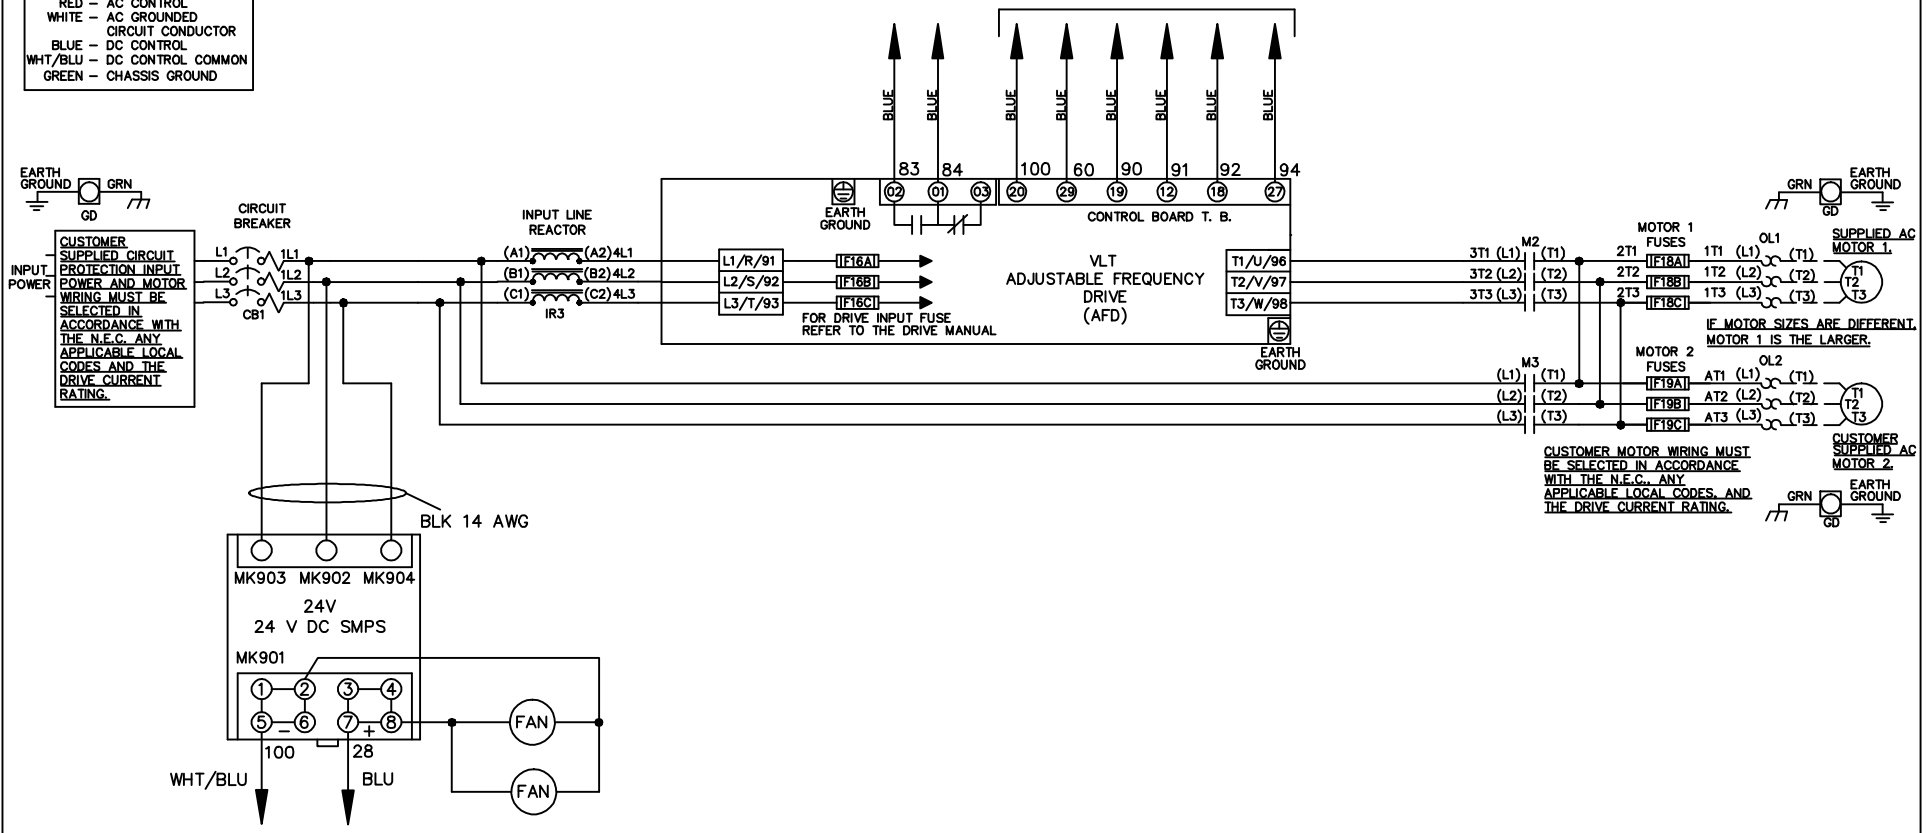 RED – AC CONTROL
WHITE – AC GROUNDED
CIRCUIT CONDUCTOR
BLUE – DC CONTROL
WHT/BLU – DC CONTROL COMMON
GREEN – CHASSIS GROUND
BLUE
BLUE
BLUE
BLUE
BLUE
BLUE
BLUE
BLUE
83 84 100 60 90 91 92 94
02 01 03 20 29 19 12 18 27
EARTH
GROUND
CONTROL BOARD T. B.
EARTH
GROUND
GRN
GD
CIRCUIT
BREAKER
INPUT
POWER
CUSTOMER
SUPPLIED CIRCUIT
PROTECTION INPUT
POWER AND MOTOR
WIRING MUST BE
SELECTED IN
ACCORDANCE WITH
THE N.E.C. ANY
APPLICABLE LOCAL
CODES AND THE
DRIVE CURRENT
RATING.
L1 1L1
L2 1L2
L3 1L3
CB1
INPUT LINE
REACTOR
(A1) (A2) 4L1
(B1) (B2) 4L2
(C1) (C2) 4L3
IR3
L1/R/91 F16A
L2/S/92 F16B
L3/T/93 F16C
FOR DRIVE INPUT FUSE
REFER TO THE DRIVE MANUAL
VLT
ADJUSTABLE FREQUENCY
DRIVE
(AFD)
T1/U/96
T2/V/97
T3/W/98
EARTH
GROUND
M2
3T1 (L1) (T1)
3T2 (L2) (T2)
3T3 (L3) (T3)
MOTOR 1
FUSES
2T1 F18A 1T1 (L1) (T1)
2T2 F18B 1T2 (L2) (T2)
2T3 F18C 1T3 (L3) (T3)
OL1
GRN
GD
EARTH
GROUND
SUPPLIED AC
MOTOR 1.
T1
T2
T3
IF MOTOR SIZES ARE DIFFERENT,
MOTOR 1 IS THE LARGER.
M3
(L1) (T1)
(L2) (T2)
(L3) (T3)
MOTOR 2
FUSES
OL2
F19A AT1 (L1) (T1)
F19B AT2 (L2) (T2)
F19C AT3 (L3) (T3)
T1
T2
T3
CUSTOMER
SUPPLIED AC
MOTOR 2.
CUSTOMER MOTOR WIRING MUST
BE SELECTED IN ACCORDANCE
WITH THE N.E.C., ANY
APPLICABLE LOCAL CODES, AND
THE DRIVE CURRENT RATING.
GRN
GD
EARTH
GROUND
BLK 14 AWG
MK903 MK902 MK904
24V
24 V DC SMPS
MK901
1 2 3 4
5 6 7 8
– +
100 28
WHT/BLU BLU
FAN
FAN